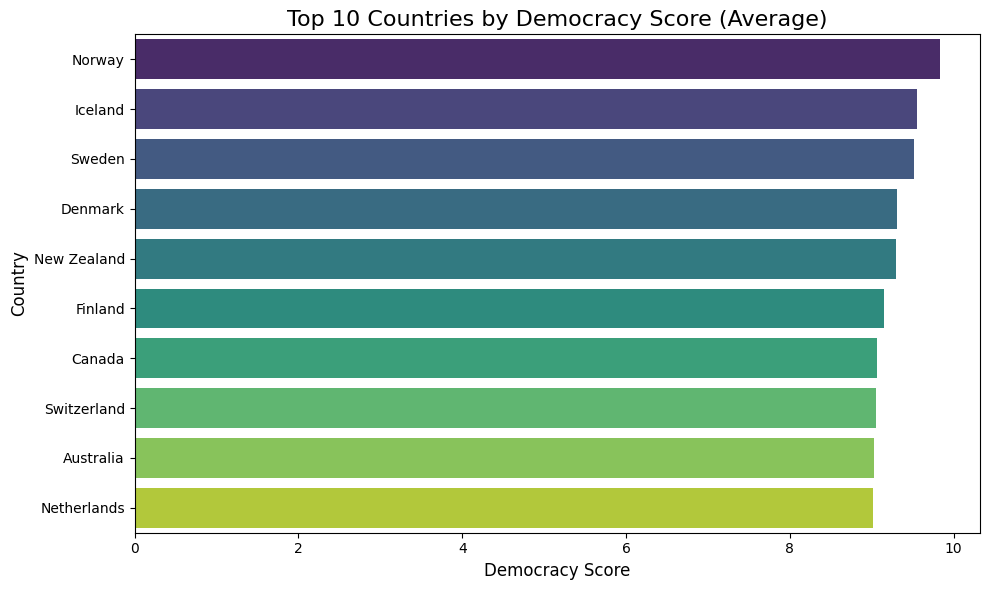 Top 10 Countries by Democracy Score (Average)
Norway
Iceland
Sweden
Denmark
New Zealand
Finland
Canada
Switzerland
Australia
Netherlands
Country
0 2 4 6 8 10
Democracy Score